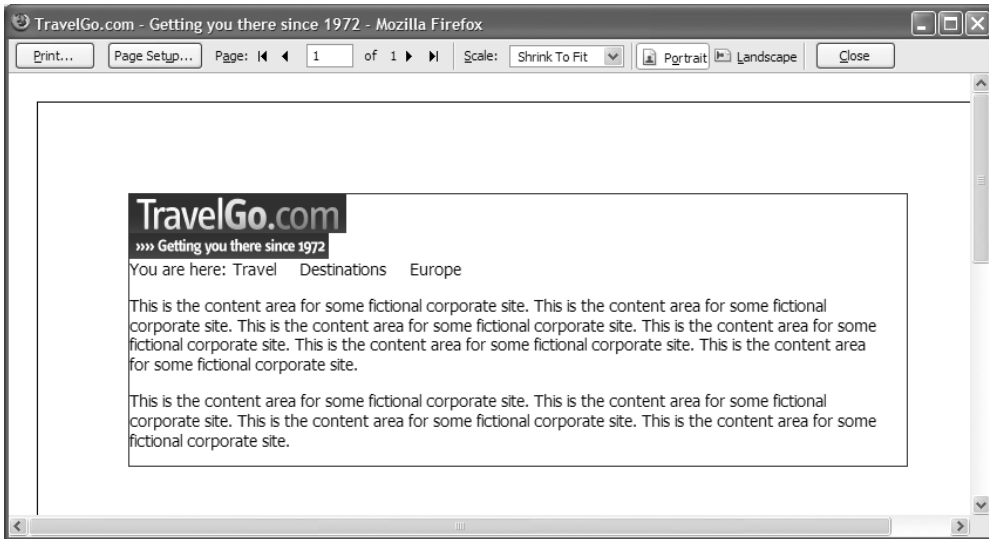 TravelGo.com - Getting you there since 1972 - Mozilla Firefox
Print... Page Setup... Page: 1 of 1 Scale: Shrink To Fit Portrait Landscape Close
TravelGo.com
»» Getting you there since 1972
You are here: Travel Destinations Europe
This is the content area for some fictional corporate site. This is the content area for some fictional
corporate site. This is the content area for some fictional corporate site. This is the content area for some
fictional corporate site. This is the content area for some fictional corporate site. This is the content area
for some fictional corporate site.
This is the content area for some fictional corporate site. This is the content area for some fictional
corporate site. This is the content area for some fictional corporate site. This is the content area for some
fictional corporate site.